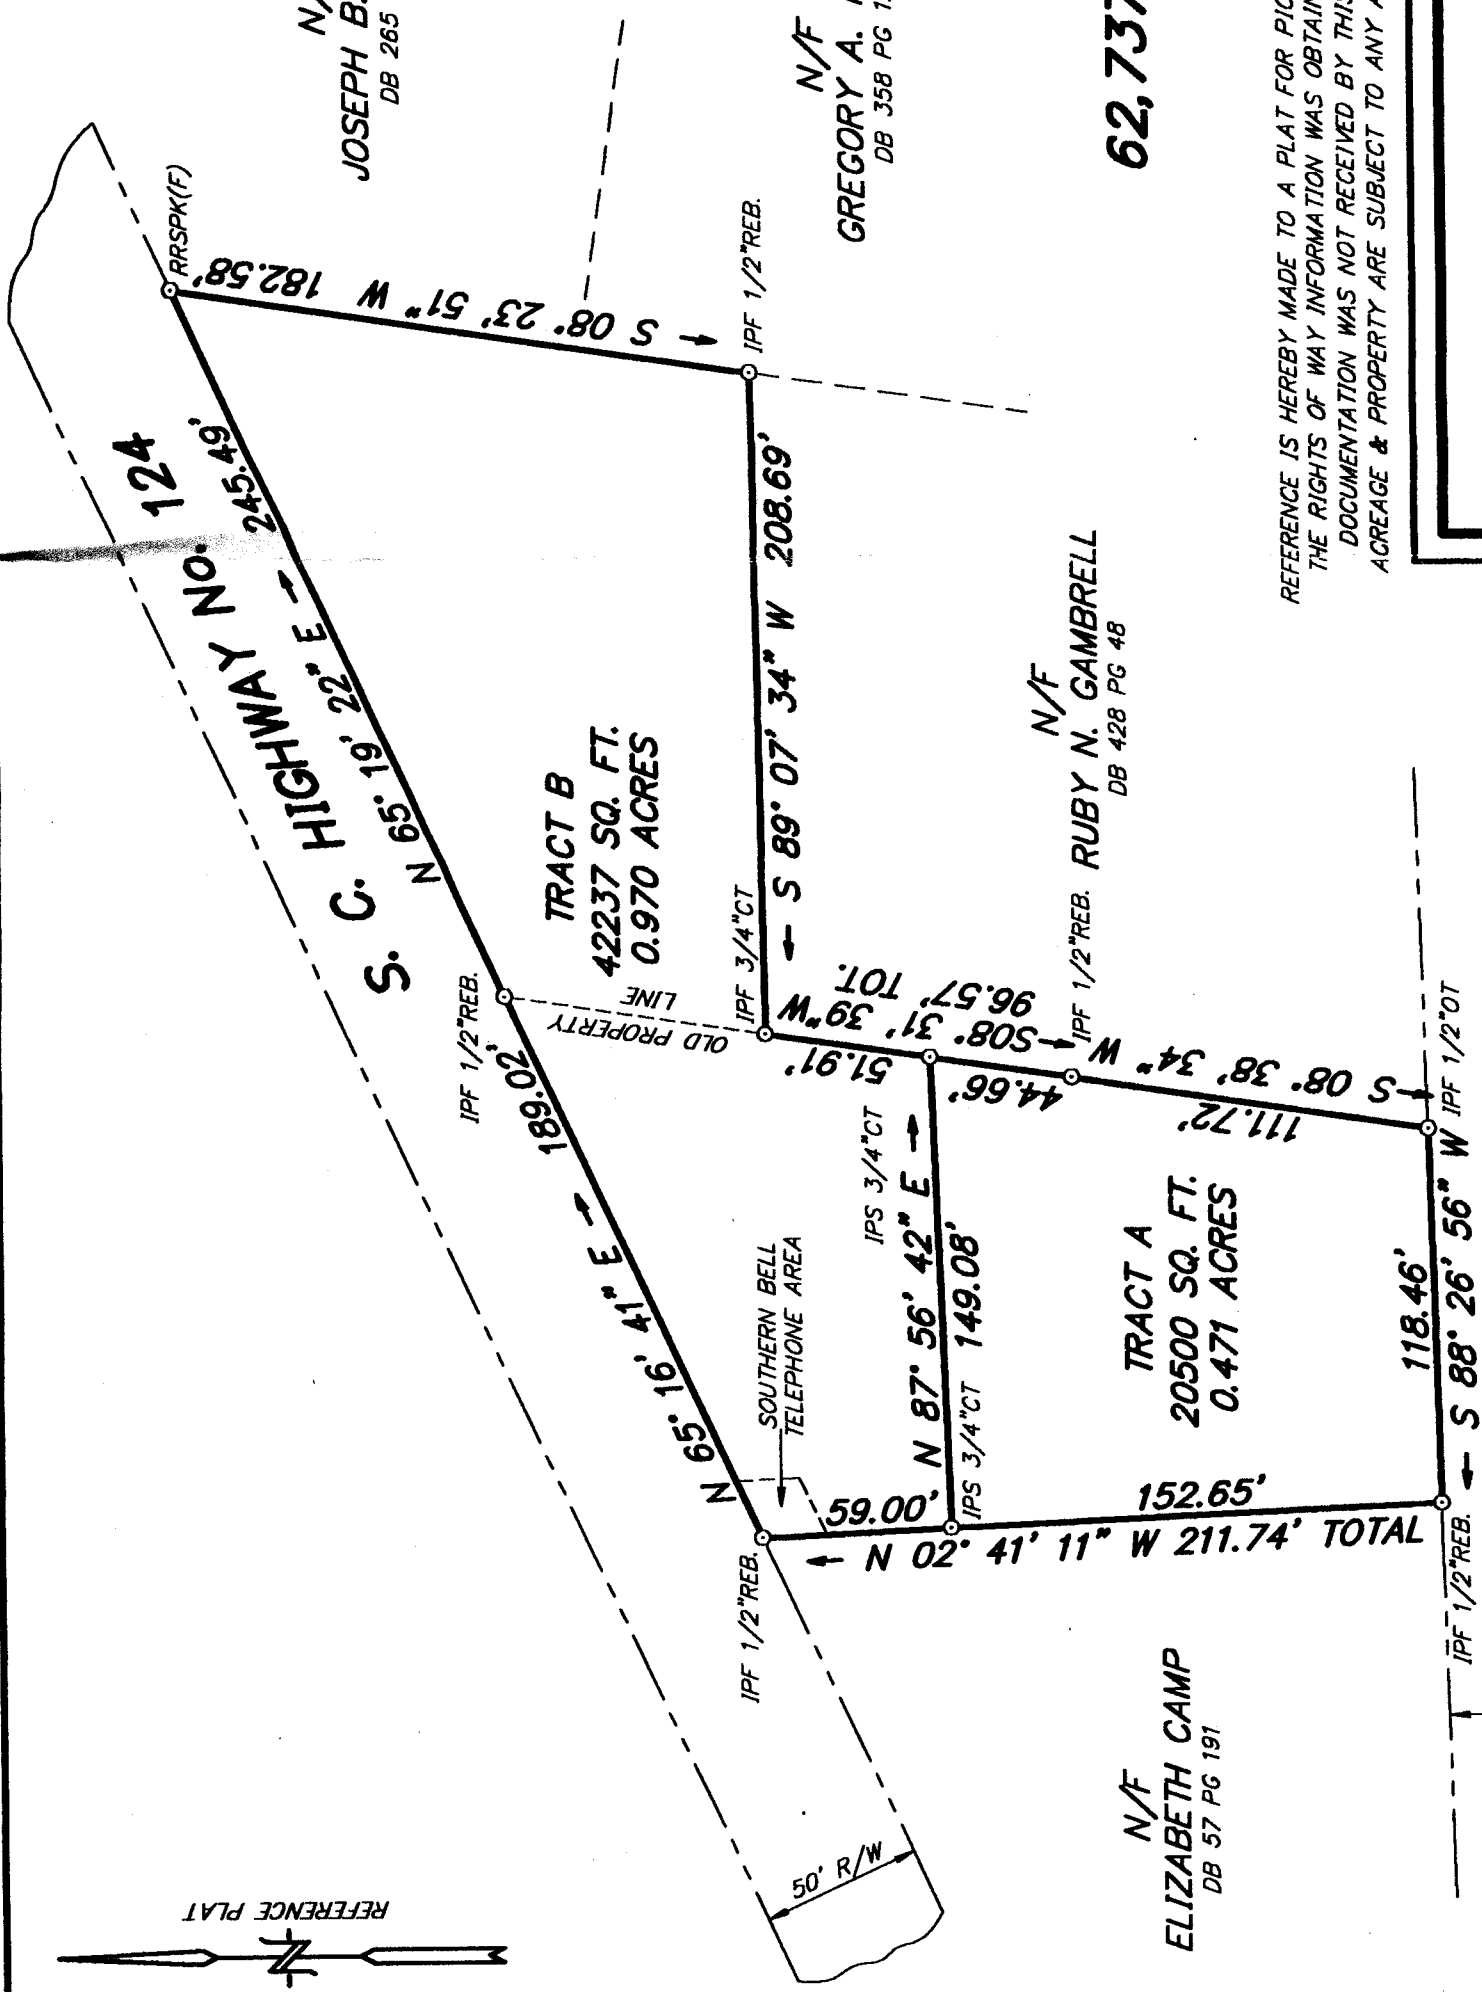 REFERENCE PLAT
S. C. HIGHWAY No. 124
50' R/W
N 65° 16' 41" E
189.02'
N 65° 19' 22" E
245.49'
RRSPK(F)
S 08° 23' 51" W 182.58'
IPF 1/2"REB.
S 89° 07' 34" W 208.69'
IPF 3/4"CT
IPF 1/2"REB.
OLD PROPERTY
LINE
TRACT B
42237 SQ. FT.
0.970 ACRES
S08° 31' 39"W
96.57' TOT.
51.91'
44.66'
IPS 3/4"CT
N 87° 56' 42" E
149.08'
IPS 3/4"CT
IPF 1/2"REB.
SOUTHERN BELL
TELEPHONE AREA
59.00'
152.65'
N 02° 41' 11" W 211.74' TOTAL
IPF 1/2"REB.
S 08° 38' 34" W
111.72'
IPF 1/2"OT
TRACT A
20500 SQ. FT.
0.471 ACRES
118.46'
S 88° 26' 56" W
IPF 1/2"REB.
N/F
ELIZABETH CAMP
DB 57 PG 191
N/F
RUBY N. GAMBRELL
DB 428 PG 48
JOSEPH B.
DB 265
N/F
GREGORY A.
DB 358 PG
62,737
REFERENCE IS HEREBY MADE TO A PLAT FOR
THE RIGHTS OF WAY INFORMATION WAS
DOCUMENTATION WAS NOT RECEIVED BY
ACREAGE & PROPERTY ARE SUBJECT TO ANY